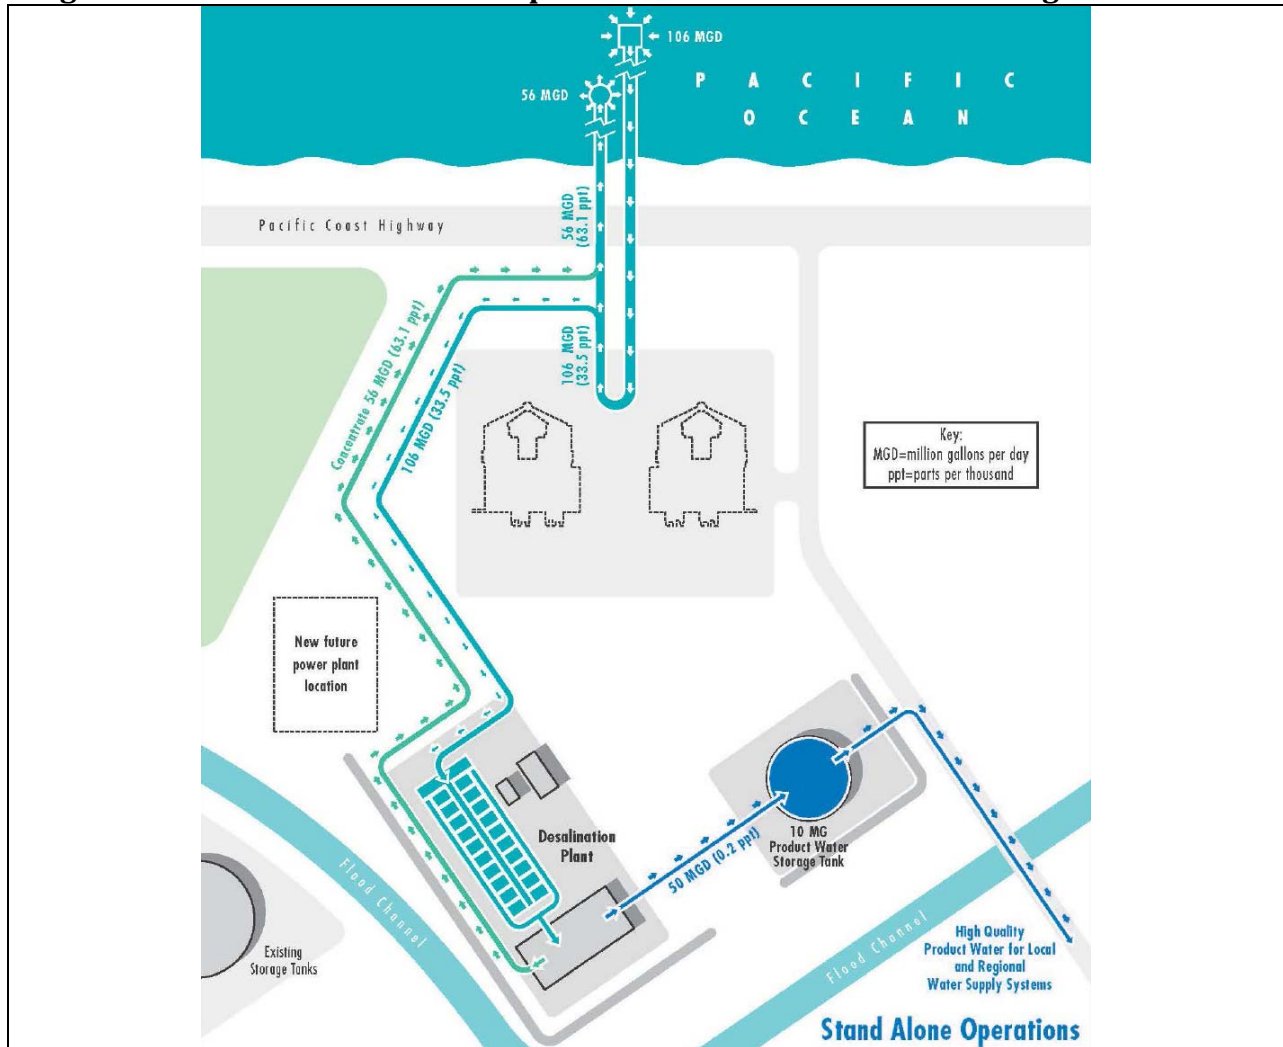 106 MGD
56 MGD
PACIFIC
OCEAN
Pacific Coast Highway
56 MGD
(63.1 ppt)
106 MGD
(33.5 ppt)
Concentrate 56 MGD (63.1 ppt)
106 MGD (33.5 ppt)
Key:
MGD=million gallons per day
ppt=parts per thousand
New future
power plant
location
Desalination
Plant
10 MG
Product Water
Storage Tank
50 MGD (0.2 ppt)
Flood Channel
Flood Channel
Existing
Storage Tanks
High Quality
Product Water for Local
and Regional
Water Supply Systems
Stand Alone Operations